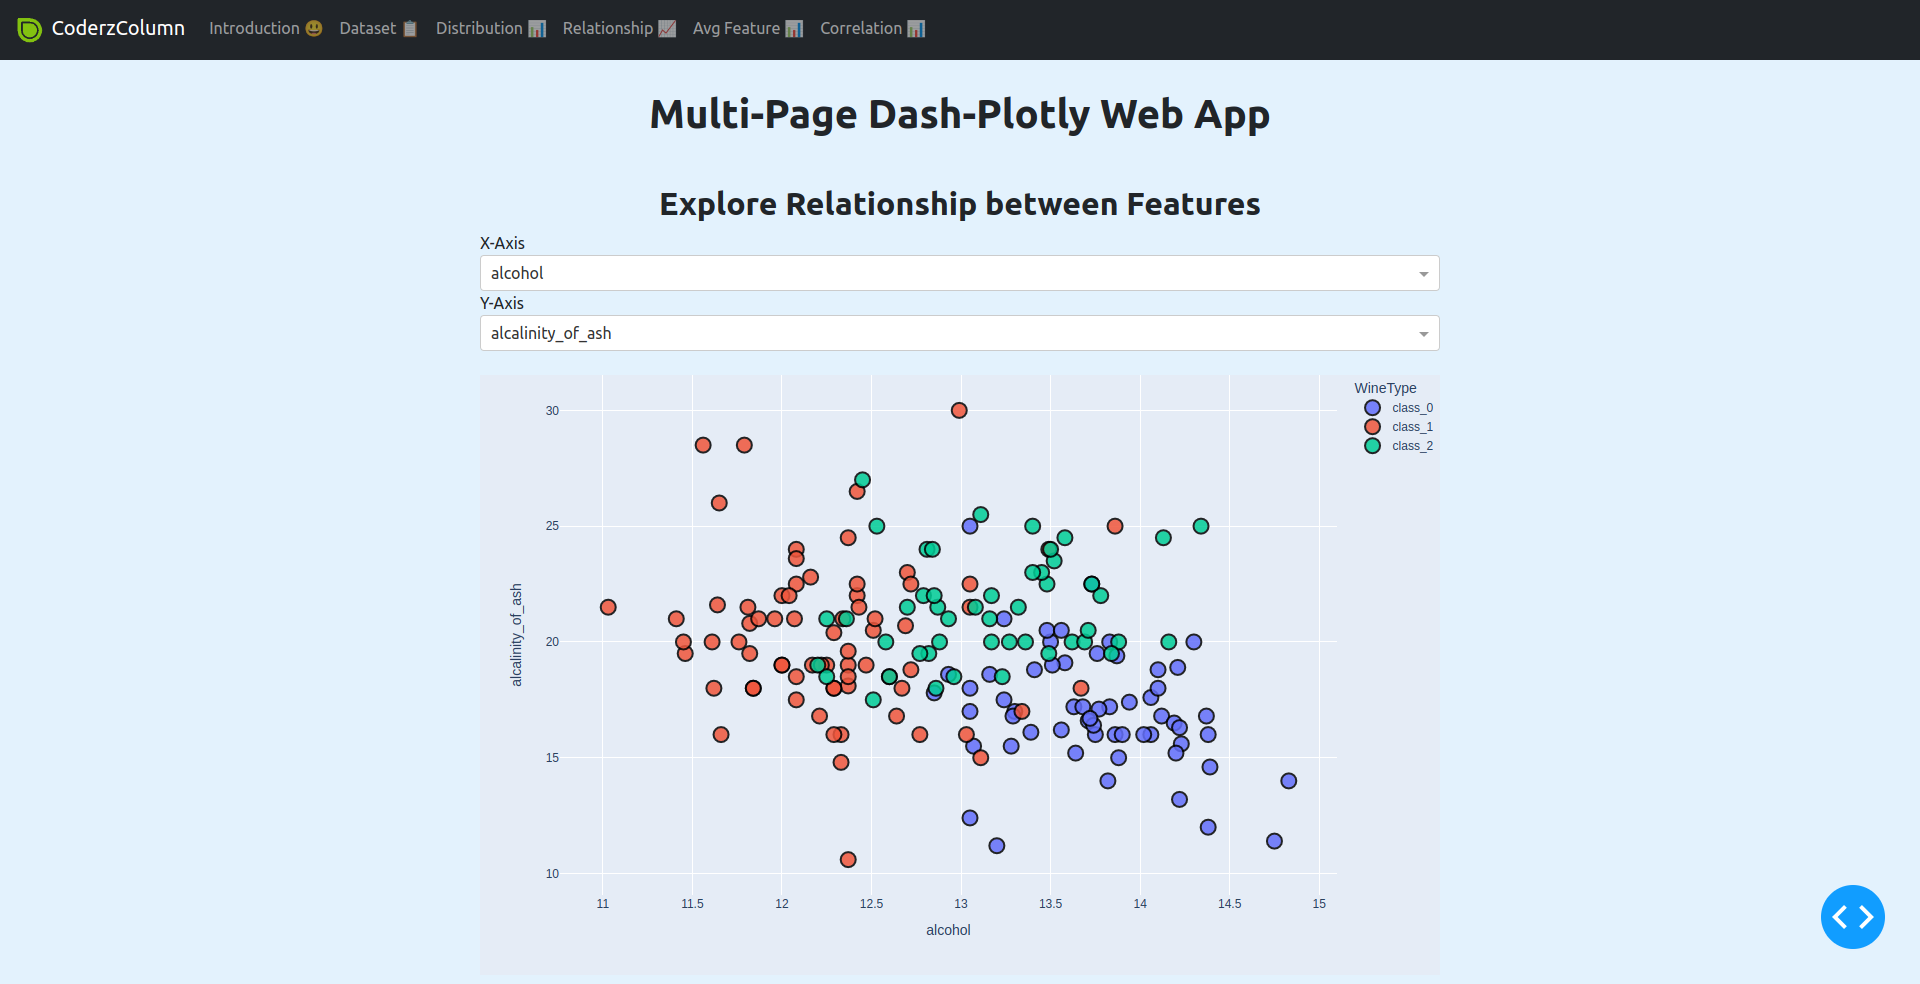 CoderzColumn Introduction 😃 Dataset 📋 Distribution 📊 Relationship 📈 Avg Feature 📊 Correlation 📊
Multi-Page Dash-Plotly Web App
Explore Relationship between Features
X-Axis
alcohol
Y-Axis
alcalinity_of_ash
WineType
class_0
class_1
class_2
30
25
20
15
10
alcalinity_of_ash
11 11.5 12 12.5 13 13.5 14 14.5 15
alcohol